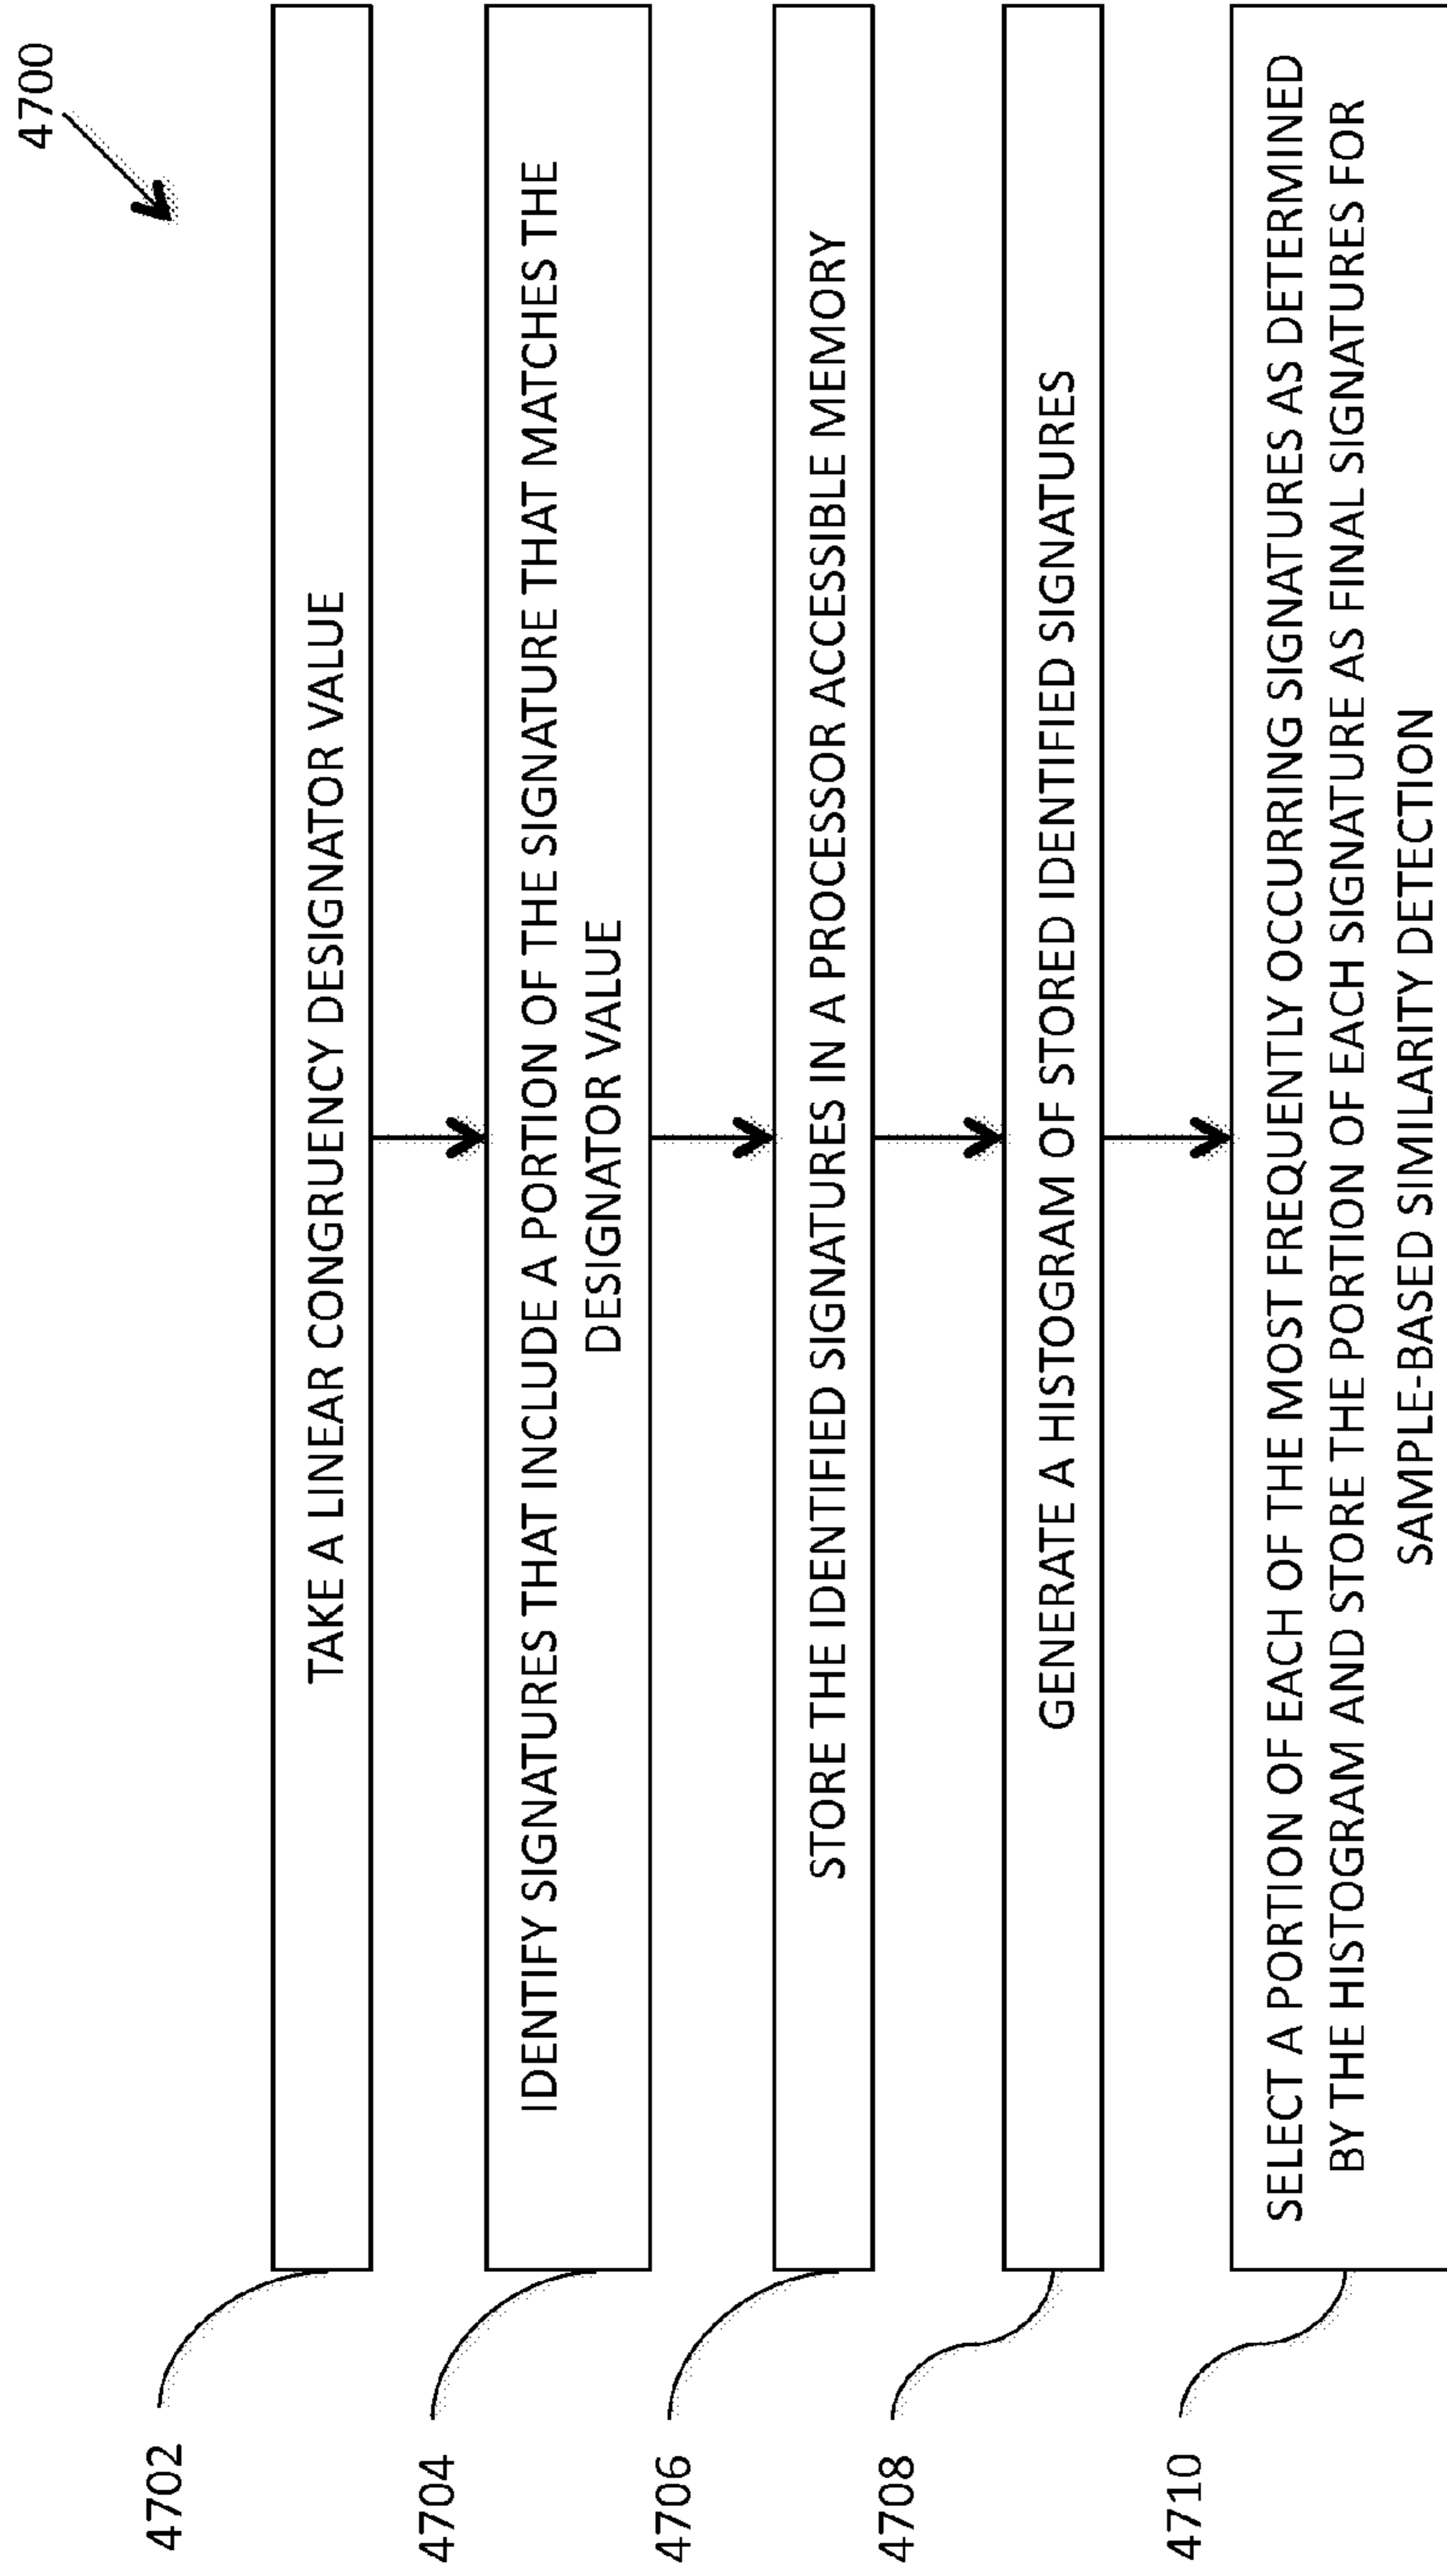 4700
4702
TAKE A LINEAR CONGRUENCY DESIGNATOR VALUE
4704
IDENTIFY SIGNATURES THAT INCLUDE A PORTION OF THE SIGNATURE THAT MATCHES THE
DESIGNATOR VALUE
4706
STORE THE IDENTIFIED SIGNATURES IN A PROCESSOR ACCESSIBLE MEMORY
4708
GENERATE A HISTOGRAM OF STORED IDENTIFIED SIGNATURES
4710
SELECT A PORTION OF EACH OF THE MOST FREQUENTLY OCCURRING SIGNATURES AS DETERMINED
BY THE HISTOGRAM AND STORE THE PORTION OF EACH SIGNATURE AS FINAL SIGNATURES FOR
SAMPLE-BASED SIMILARITY DETECTION